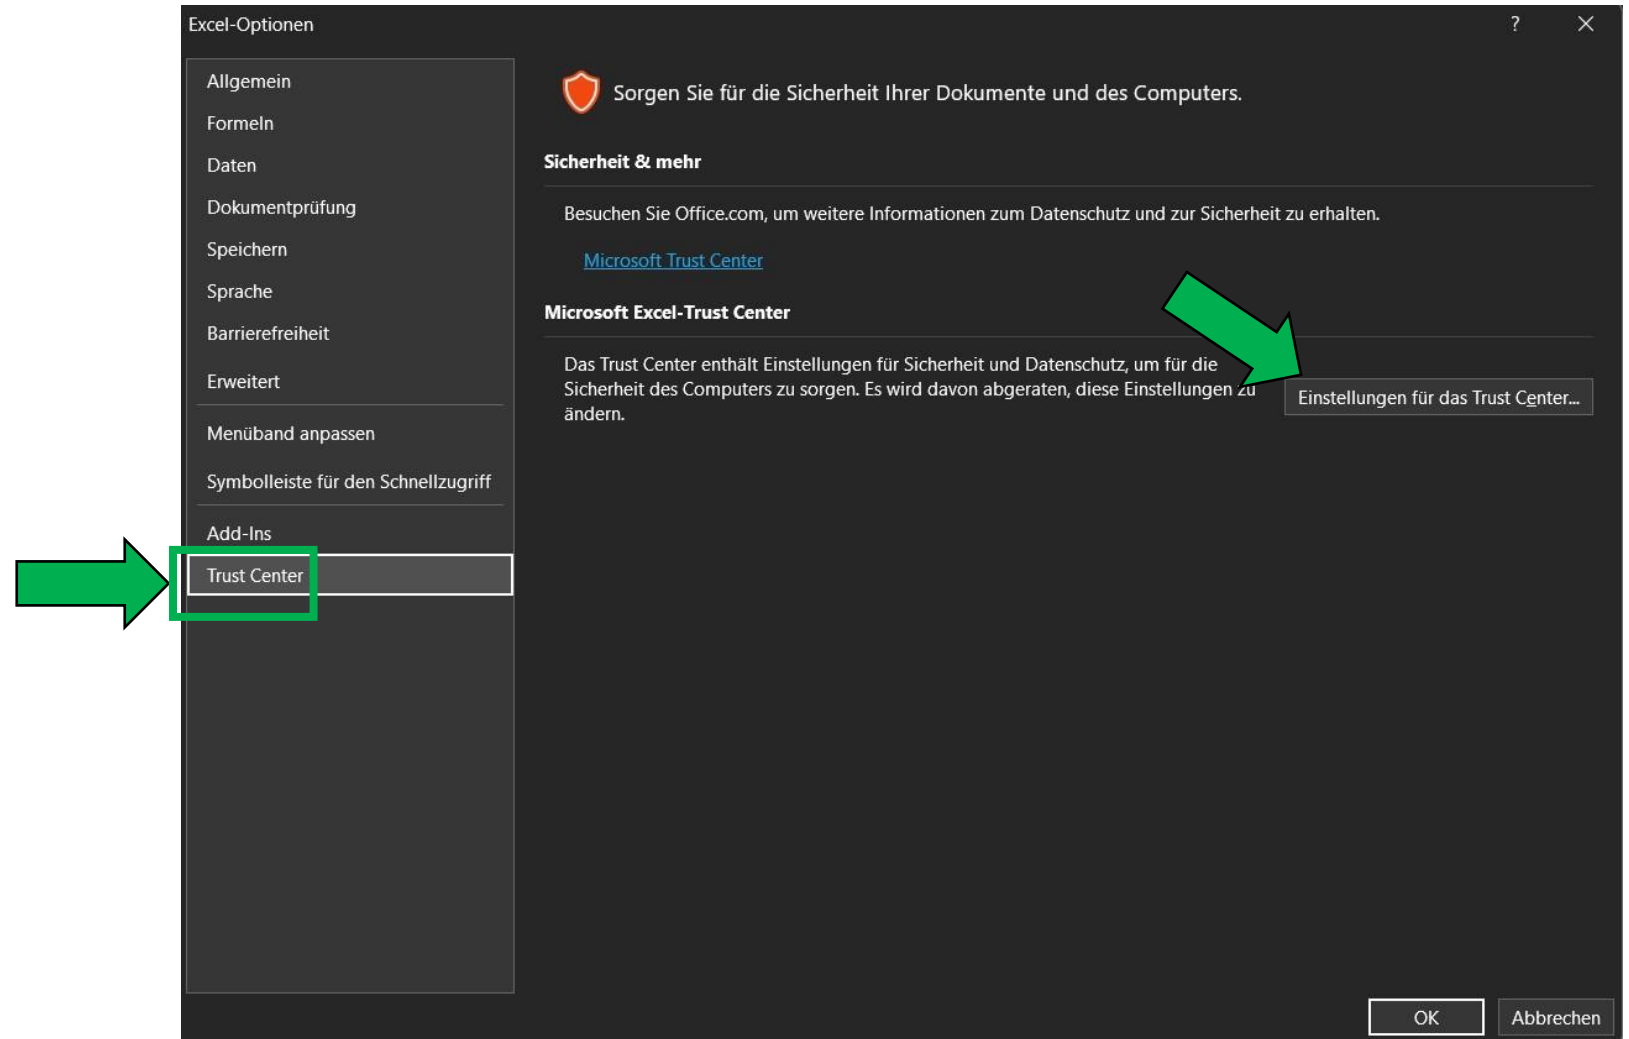 Excel-Optionen
?
Allgemein
Formeln
Daten
Dokumentprüfung
Speichern
Sprache
Barrierefreiheit
Erweitert
Menüband anpassen
Symbolleiste für den Schnellzugriff
Add-Ins
Trust Center
Sorgen Sie für die Sicherheit Ihrer Dokumente und des Computers.
Sicherheit & mehr
Besuchen Sie Office.com, um weitere Informationen zum Datenschutz und zur Sicherheit zu erhalten.
Microsoft Trust Center
Microsoft Excel-Trust Center
Das Trust Center enthält Einstellungen für Sicherheit und Datenschutz, um für die
Sicherheit des Computers zu sorgen. Es wird davon abgeraten, diese Einstellungen zu
ändern.
Einstellungen für das Trust Center...
OK
Abbrechen